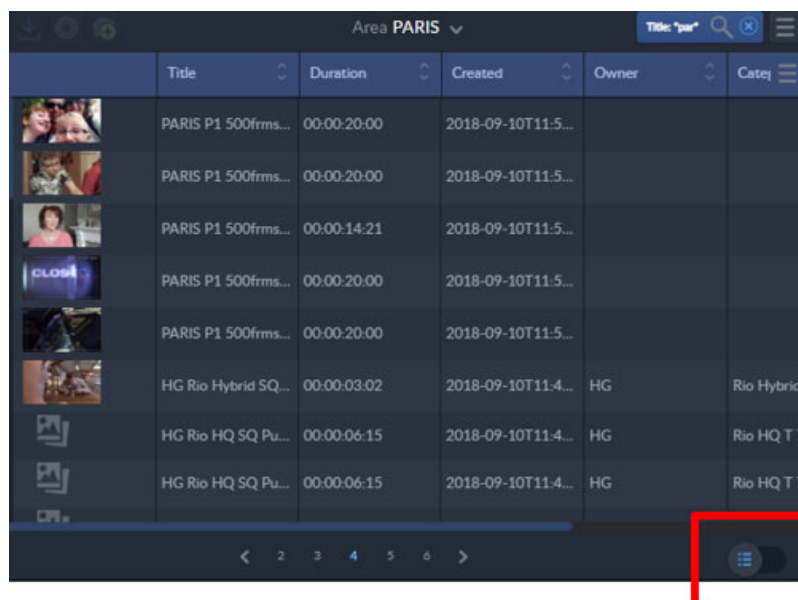 Area PARIS
Title: "par"
Title Duration Created Owner Categ
PARIS P1 500frms... 00:00:20:00 2018-09-10T11:5...
PARIS P1 500frms... 00:00:20:00 2018-09-10T11:5...
PARIS P1 500frms... 00:00:14:21 2018-09-10T11:5...
CLOSED PARIS P1 500frms... 00:00:20:00 2018-09-10T11:5...
PARIS P1 500frms... 00:00:20:00 2018-09-10T11:5...
HG Rio Hybrid SQ... 00:00:03:02 2018-09-10T11:4... HG Rio Hybric
HG Rio HQ SQ Pu... 00:00:06:15 2018-09-10T11:4... HG Rio HQ T
HG Rio HQ SQ Pu... 00:00:06:15 2018-09-10T11:4... HG Rio HQ T
2 3 4 5 6